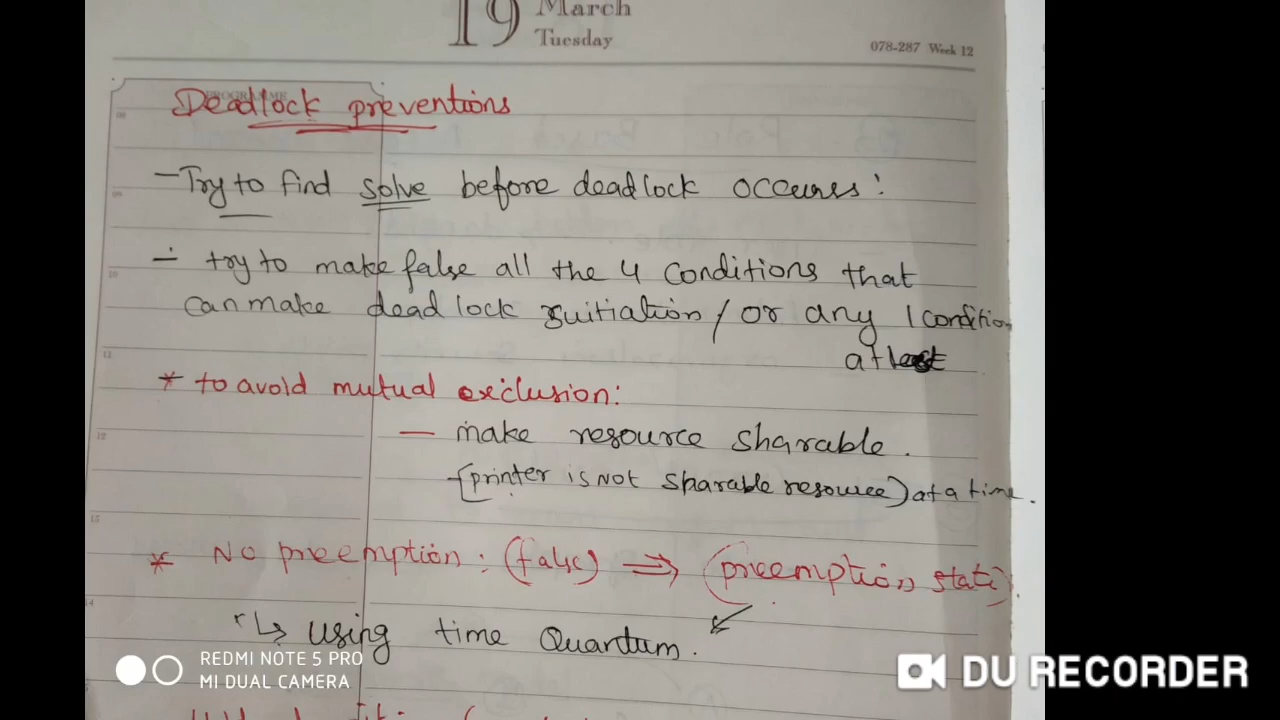 19 March
Tuesday
078-287 Week 12
Deadlock preventions
- Try to find solve before deadlock occures:
- try to make false all the 4 conditions that
can make dead lock suitiation / or any 1 condition
atleast
* to avoid mutual exclusion:
- make resource sharable.
(printer is not sharable resource) at a time.
* No preemption: (false) ⇒ (preemption state).
↳ using time Quantum.
REDMI NOTE 5 PRO
MI DUAL CAMERA
DU RECORDER